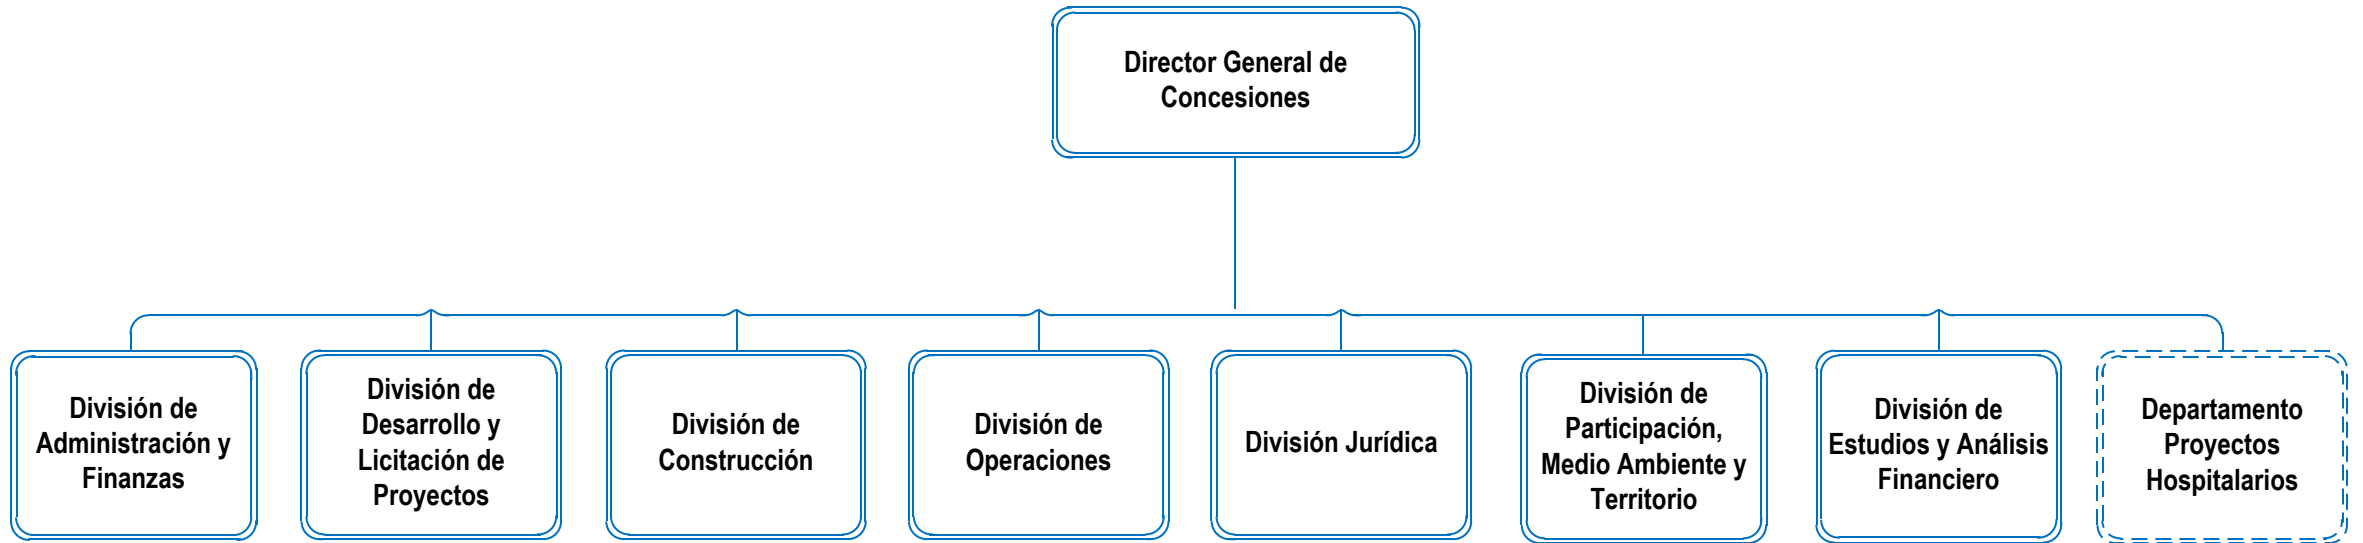 Director General de
Concesiones
División de
Administración y
Finanzas
División de
Desarrollo y
Licitación de
Proyectos
División de
Construcción
División de
Operaciones
División Jurídica
División de
Participación,
Medio Ambiente y
Territorio
División de
Estudios y Análisis
Financiero
Departamento
Proyectos
Hospitalarios